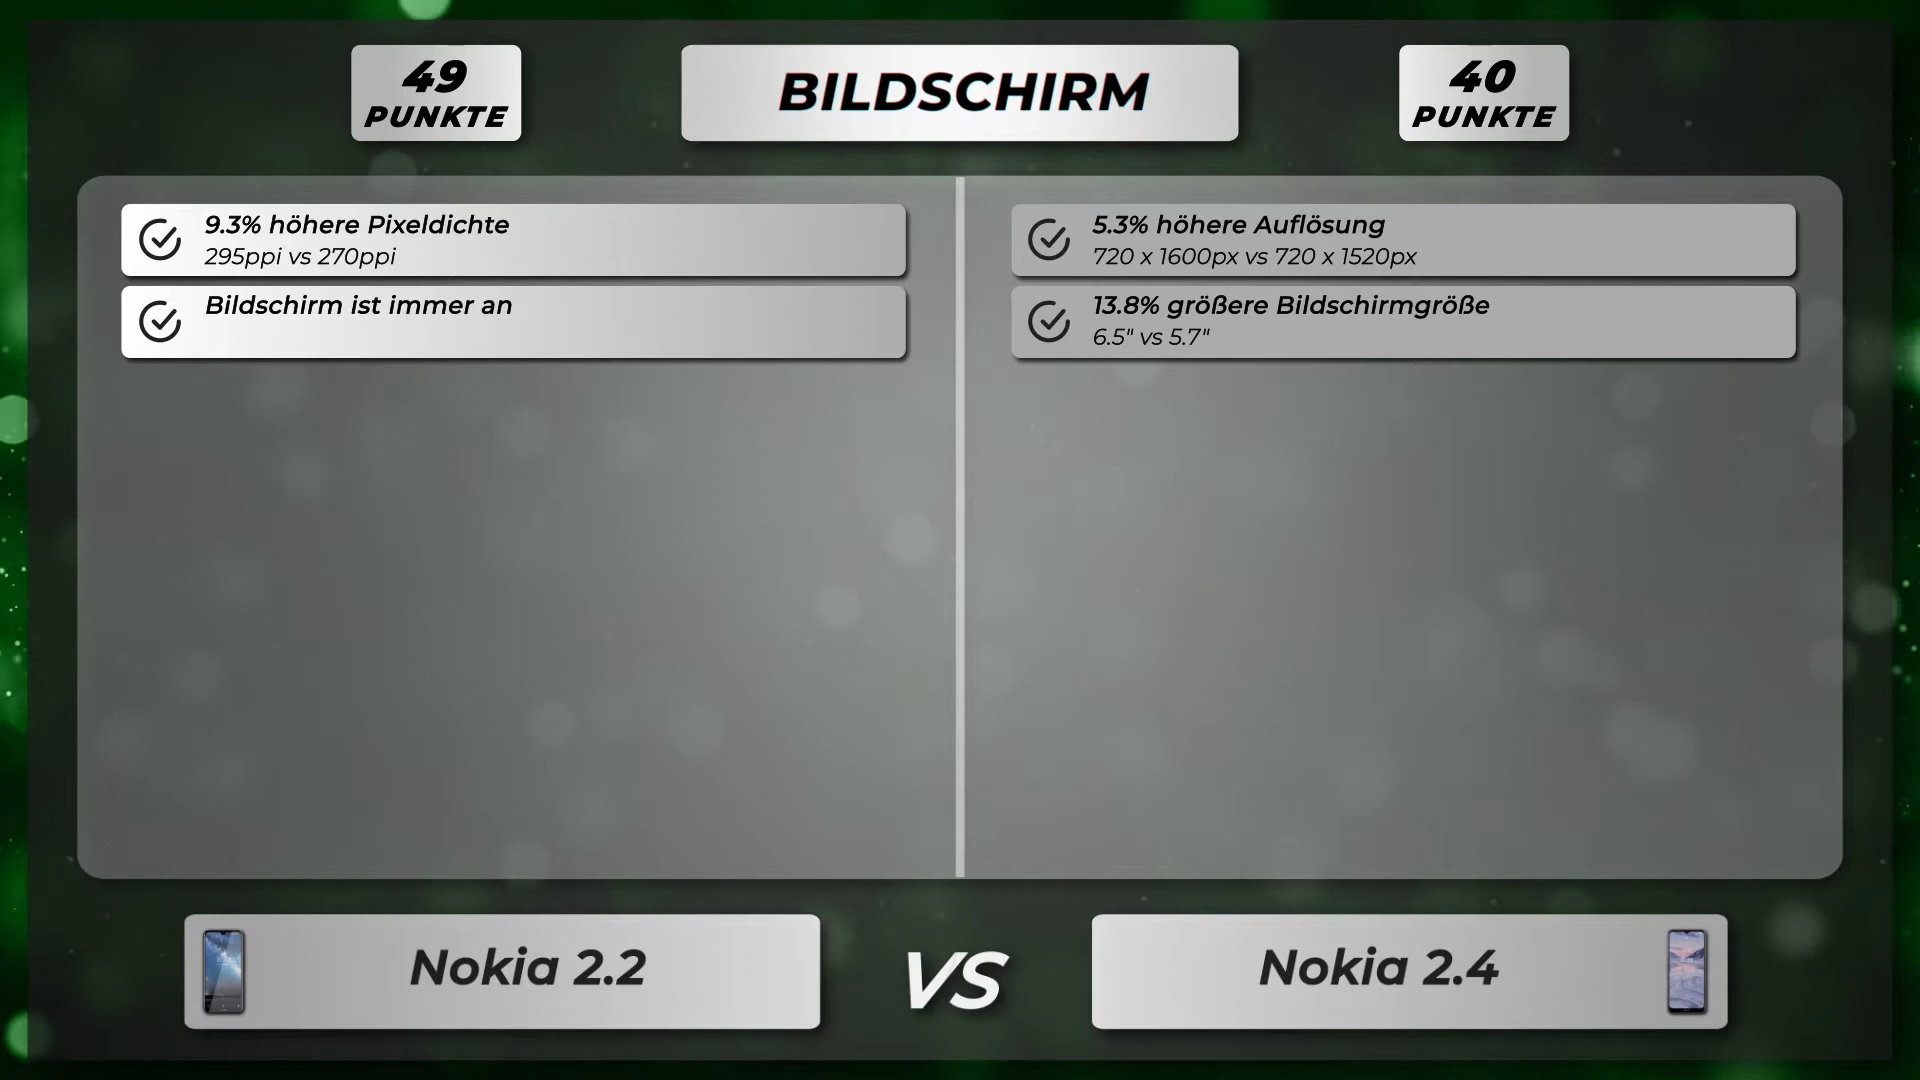 49
PUNKTE
BILDSCHIRM
40
PUNKTE
9.3% höhere Pixeldichte
295ppi vs 270ppi
Bildschirm ist immer an
5.3% höhere Auflösung
720 x 1600px vs 720 x 1520px
13.8% größere Bildschirmgröße
6.5" vs 5.7"
Nokia 2.2
VS
Nokia 2.4